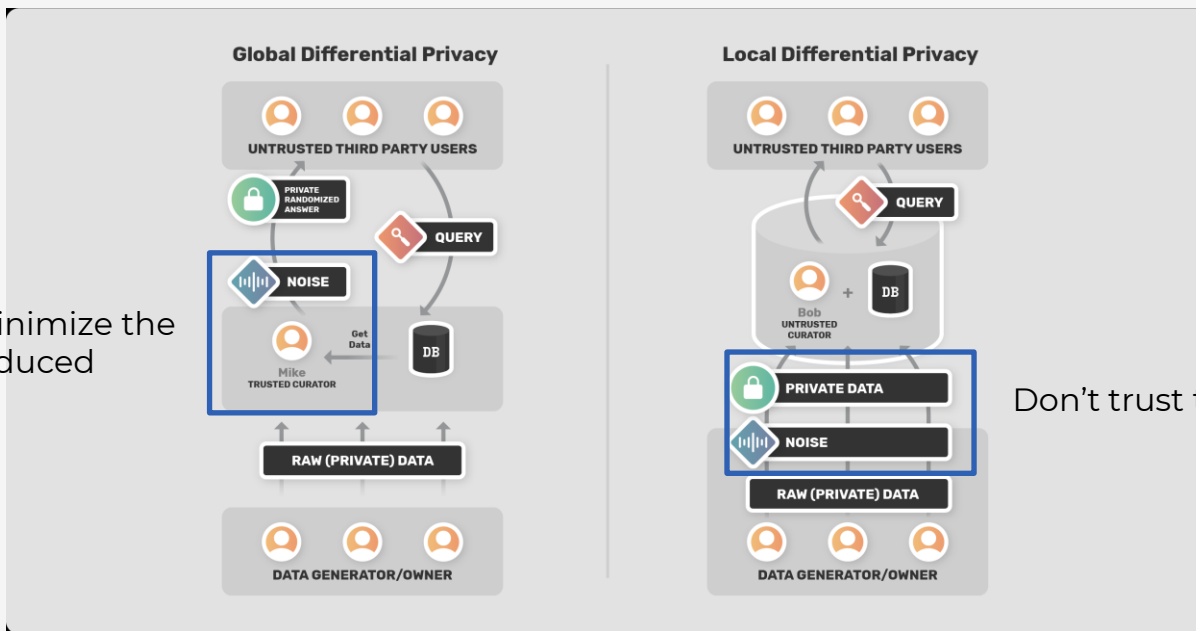 Global Differential Privacy
UNTRUSTED THIRD PARTY USERS
PRIVATE
RANDOMIZED
ANSWER
QUERY
NOISE
inimize the
duced
Get
Data
DB
Mike
TRUSTED CURATOR
RAW (PRIVATE) DATA
DATA GENERATOR/OWNER
Local Differential Privacy
UNTRUSTED THIRD PARTY USERS
QUERY
+
DB
Bob
UNTRUSTED
CURATOR
PRIVATE DATA
NOISE
RAW (PRIVATE) DATA
DATA GENERATOR/OWNER
Don’t trust